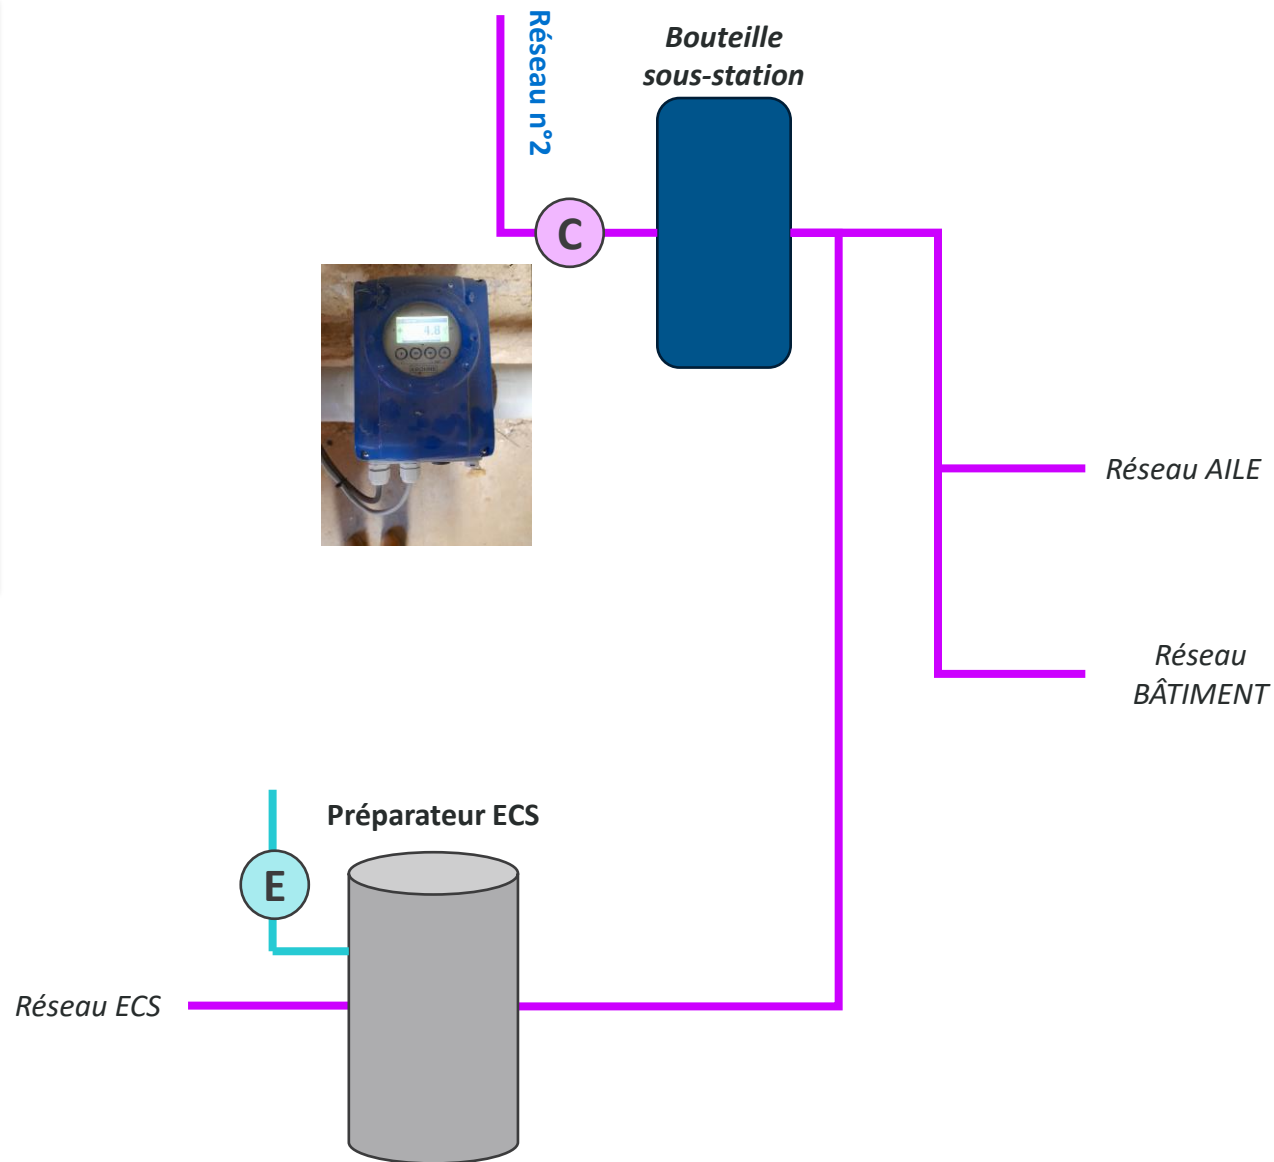 Réseau n°2
Bouteille
sous-station
C
4.8
Réseau AILE
Réseau
BÂTIMENT
Préparateur ECS
E
Réseau ECS